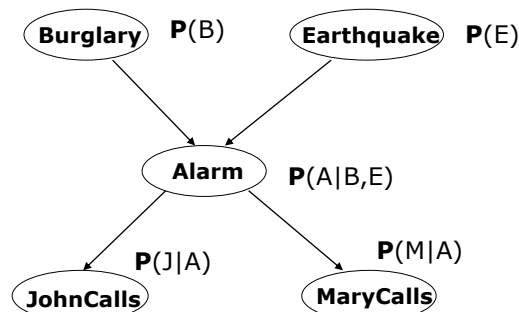 Burglary P(B)
Earthquake P(E)
Alarm
P(A|B,E)
P(J|A)
P(M|A)
JohnCalls
MaryCalls